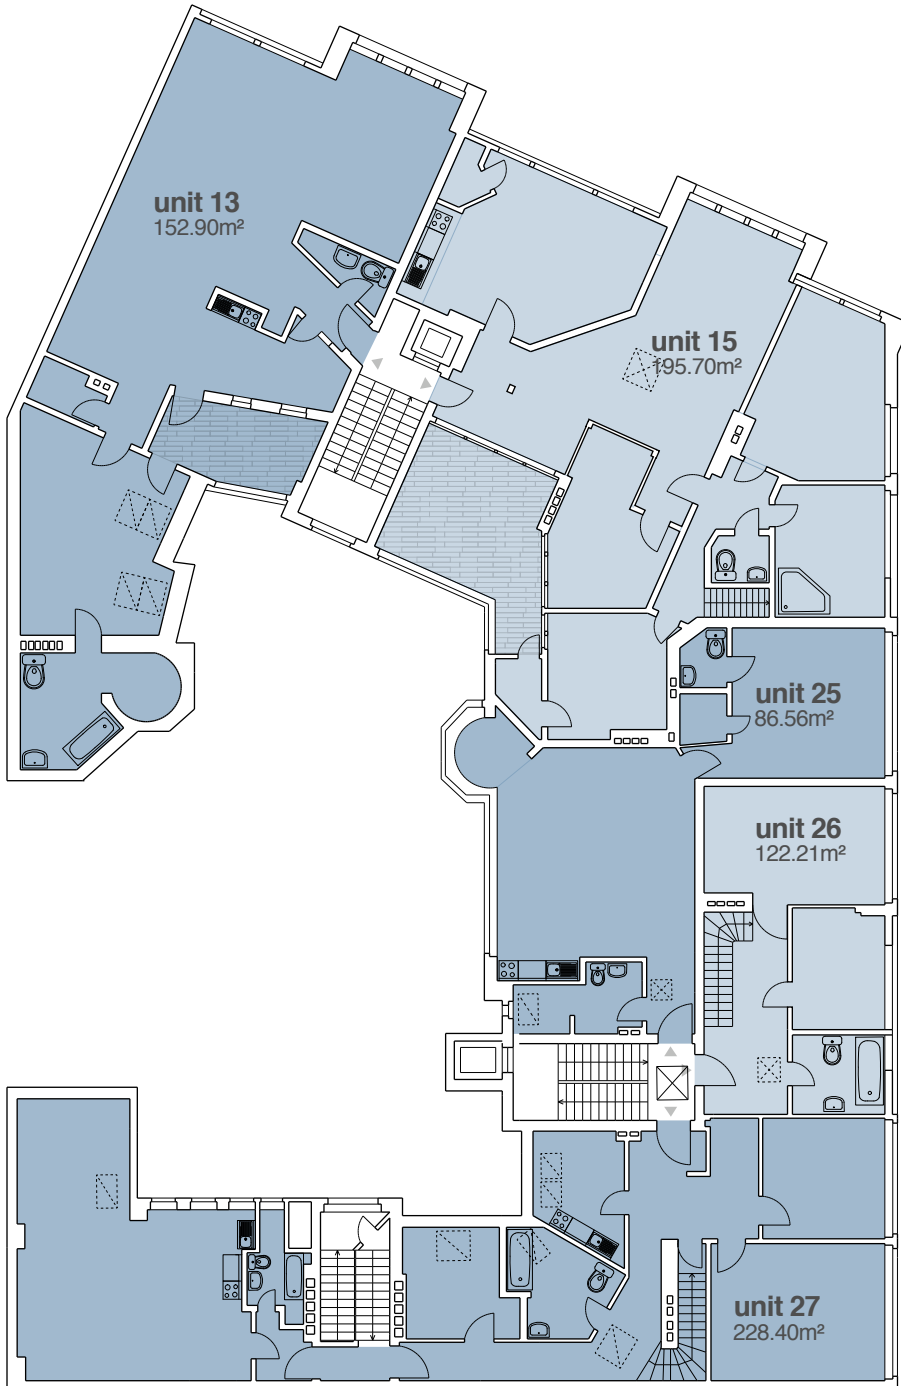 unit 13
152.90m²
unit 15
195.70m²
unit 25
86.56m²
unit 26
122.21m²
unit 27
228.40m²